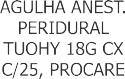 AGULHA ANEST.
PERIDURAL
TUOHY 18G CX
C/25, PROCARE